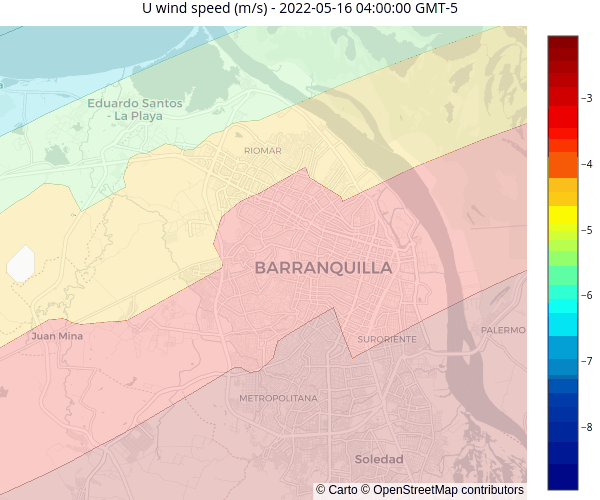 U wind speed (m/s) - 2022-05-16 04:00:00 GMT-5
Eduardo Santos
- La Playa
RIOMAR
BARRANQUILLA
Juan Mina
SURORIENTE
PALERMO
METROPOLITANA
Soledad
© Carto © OpenStreetMap contributors
−3
−4
−5
−6
−7
−8